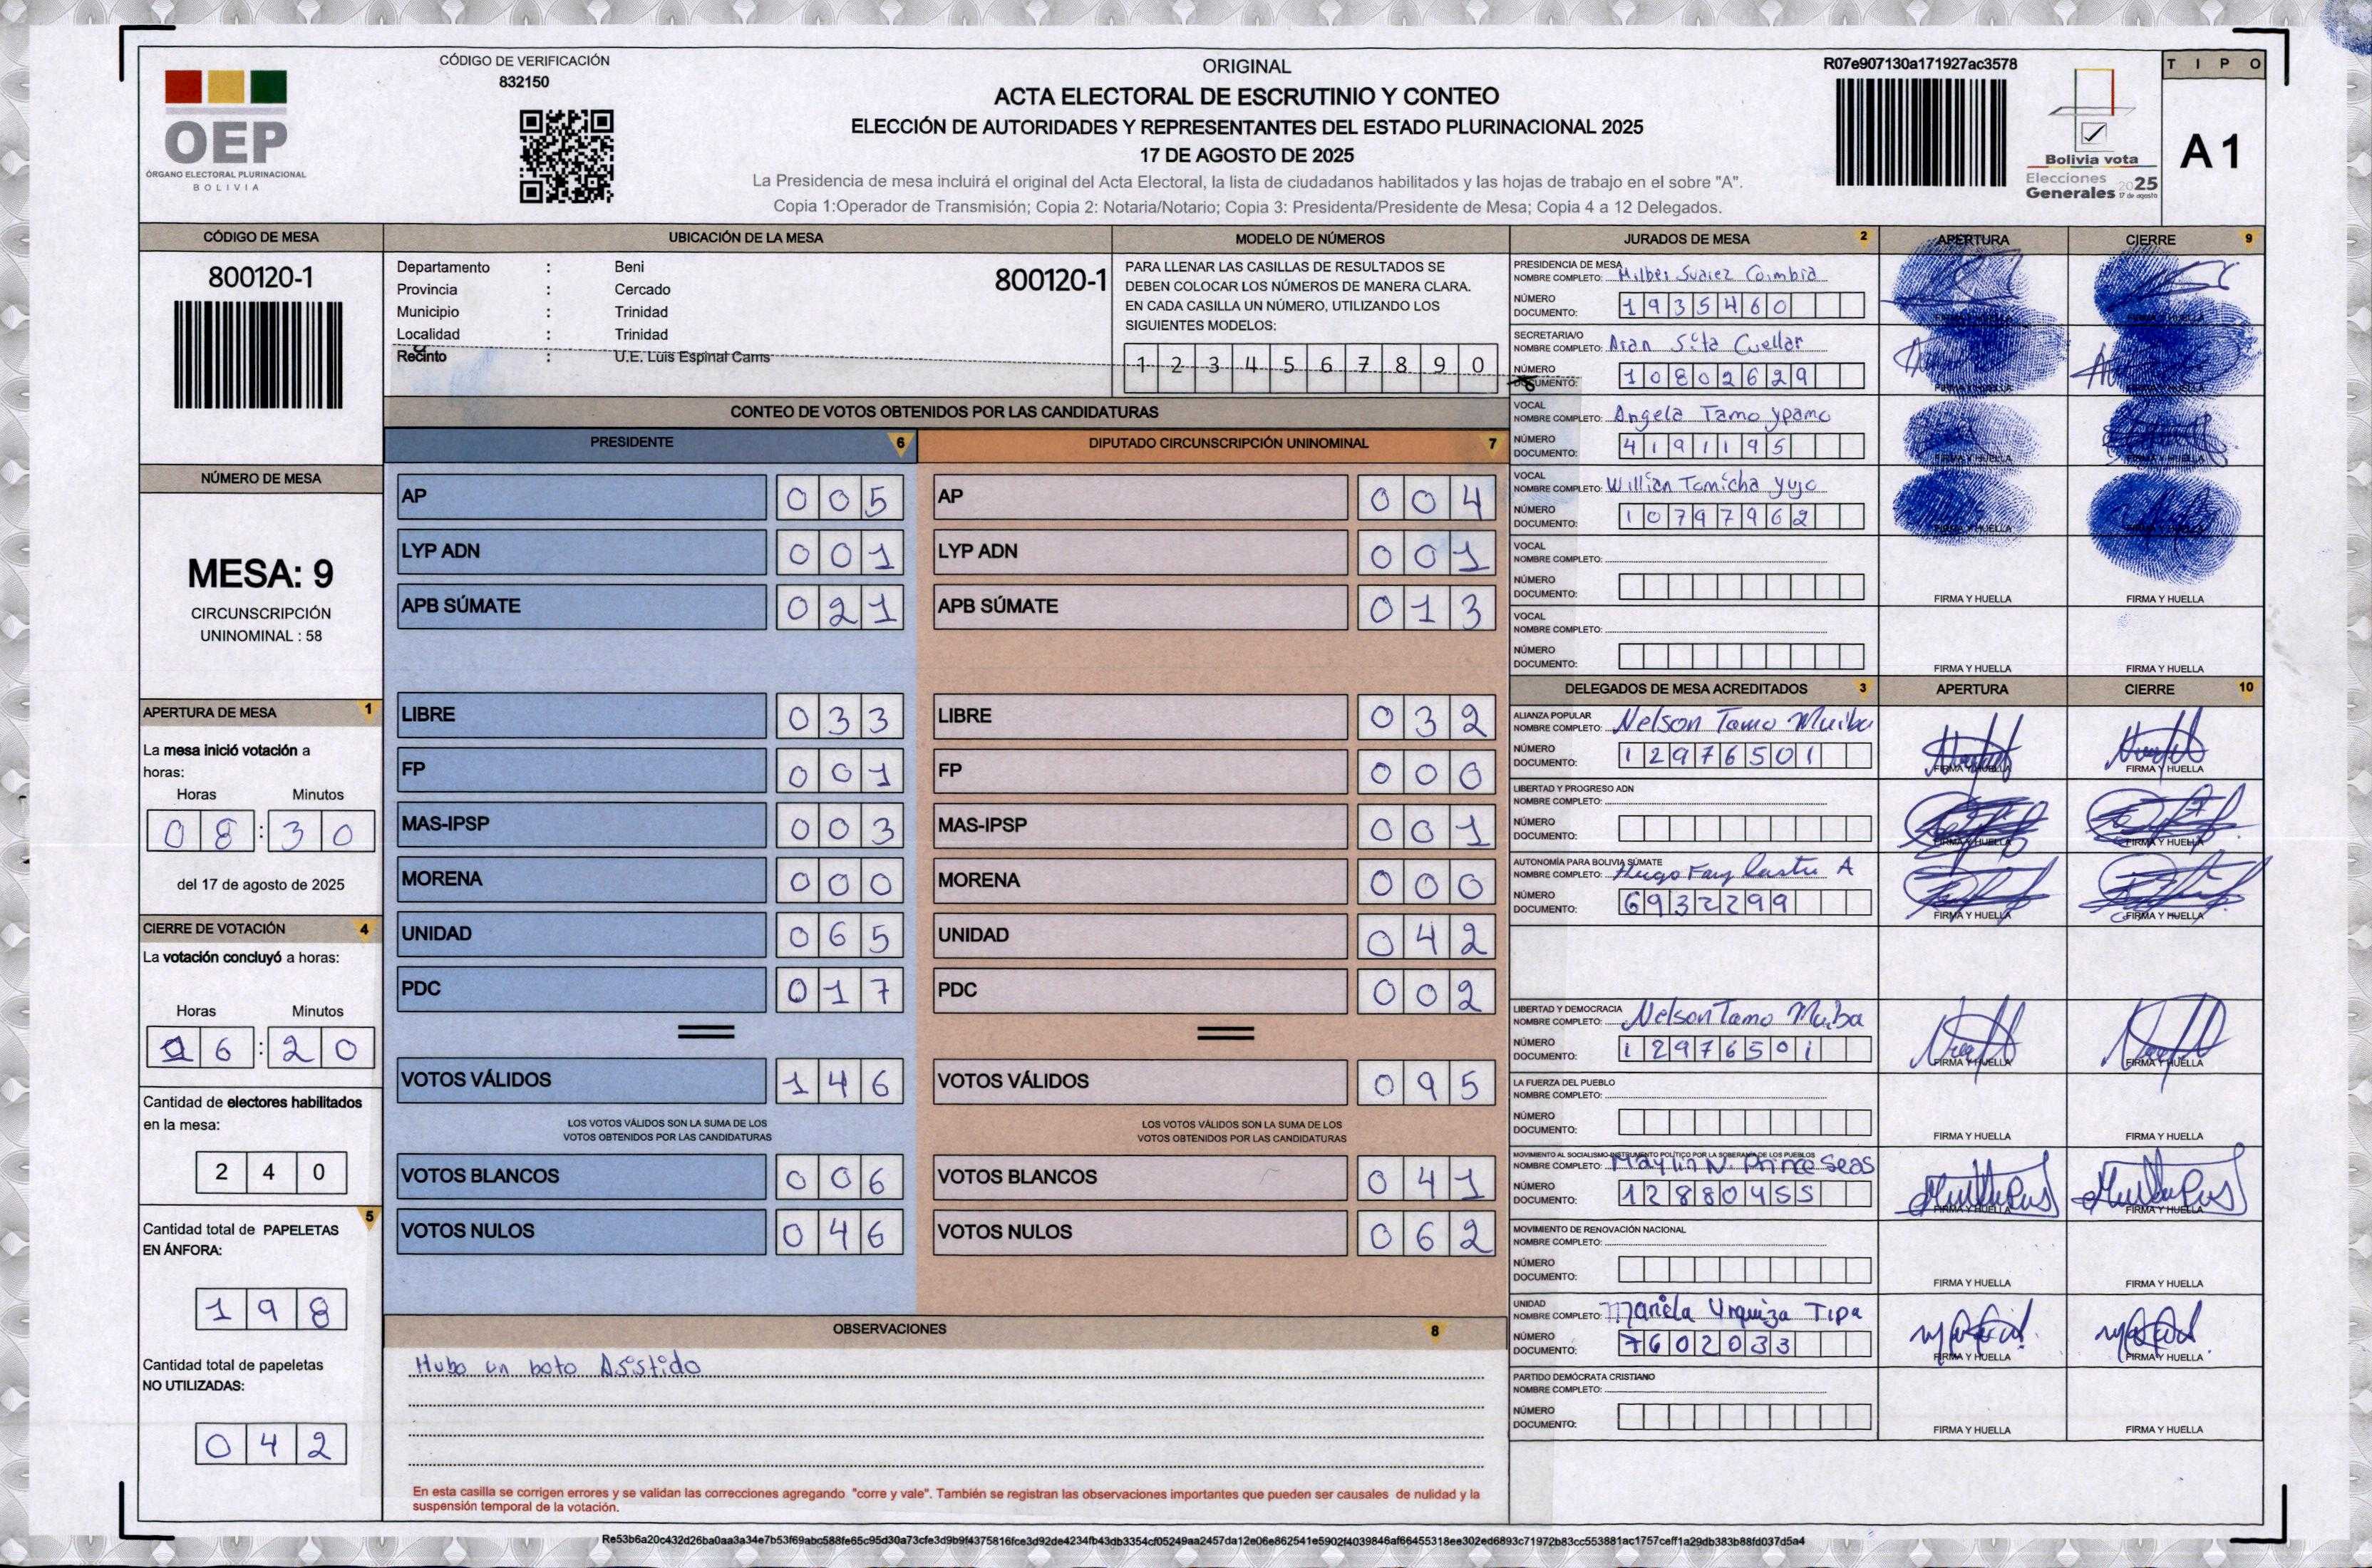 CÓDIGO DE VERIFICACIÓN
832150
OEP
ÓRGANO ELECTORAL PLURINACIONAL
BOLIVIA
ORIGINAL
ACTA ELECTORAL DE ESCRUTINIO Y CONTEO
ELECCIÓN DE AUTORIDADES Y REPRESENTANTES DEL ESTADO PLURINACIONAL 2025
17 DE AGOSTO DE 2025
La Presidencia de mesa incluirá el original del Acta Electoral, la lista de ciudadanos habilitados y las hojas de trabajo en el sobre "A".
Copia 1:Operador de Transmisión; Copia 2: Notaria/Notario; Copia 3: Presidenta/Presidente de Mesa; Copia 4 a 12 Delegados.
R07e907130a171927ac3578
Bolivia vota
Elecciones
Generales 2025
17 de agosto
TIPO
A1
CÓDIGO DE MESA
800120-1
NÚMERO DE MESA
MESA: 9
CIRCUNSCRIPCIÓN
UNINOMINAL : 58
APERTURA DE MESA 1
La mesa inició votación a
horas:
Horas Minutos
08:30
del 17 de agosto de 2025
CIERRE DE VOTACIÓN 4
La votación concluyó a horas:
Horas Minutos
16:20
Cantidad de electores habilitados
en la mesa:
240
5
Cantidad total de PAPELETAS
EN ÁNFORA:
198
Cantidad total de papeletas
NO UTILIZADAS:
042
UBICACIÓN DE LA MESA
Departamento : Beni
800120-1
Provincia : Cercado
Municipio : Trinidad
Localidad : Trinidad
Recinto : U.E. Luis Espinal Cams
MODELO DE NÚMEROS
PARA LLENAR LAS CASILLAS DE RESULTADOS SE
DEBEN COLOCAR LOS NÚMEROS DE MANERA CLARA.
EN CADA CASILLA UN NÚMERO, UTILIZANDO LOS
SIGUIENTES MODELOS:
1 2 3 4 5 6 7 8 9 0
CONTEO DE VOTOS OBTENIDOS POR LAS CANDIDATURAS
PRESIDENTE 6
AP 005
LYP ADN 001
APB SÚMATE 021
LIBRE 033
FP 001
MAS-IPSP 003
MORENA 000
UNIDAD 065
PDC 017
VOTOS VÁLIDOS 146
LOS VOTOS VÁLIDOS SON LA SUMA DE LOS
VOTOS OBTENIDOS POR LAS CANDIDATURAS
VOTOS BLANCOS 006
VOTOS NULOS 046
DIPUTADO CIRCUNSCRIPCIÓN UNINOMINAL 7
AP 004
LYP ADN 001
APB SÚMATE 013
LIBRE 032
FP 000
MAS-IPSP 001
MORENA 000
UNIDAD 042
PDC 002
VOTOS VÁLIDOS 095
LOS VOTOS VÁLIDOS SON LA SUMA DE LOS
VOTOS OBTENIDOS POR LAS CANDIDATURAS
VOTOS BLANCOS 041
VOTOS NULOS 062
OBSERVACIONES 8
Hubo un boto Asistido
En esta casilla se corrigen errores y se validan las correcciones agregando "corre y vale". También se registran las observaciones importantes que pueden ser causales de nulidad y la
suspensión temporal de la votación.
JURADOS DE MESA 2 APERTURA CIERRE 9
PRESIDENCIA DE MESA
NOMBRE COMPLETO: Milber Suarez Coimbra
NÚMERO
DOCUMENTO: 1935460
FIRMA Y HUELLA FIRMA Y HUELLA
SECRETARIA/O
NOMBRE COMPLETO: Cuellar
NÚMERO
DOCUMENTO: 10802629
FIRMA Y HUELLA FIRMA Y HUELLA
VOCAL
NOMBRE COMPLETO: Angela Tamo ypamo
NÚMERO
DOCUMENTO: 4191195
FIRMA Y HUELLA FIRMA Y HUELLA
VOCAL
NOMBRE COMPLETO: Willian Tomicha yujo
NÚMERO
DOCUMENTO: 10797962
FIRMA Y HUELLA FIRMA Y HUELLA
VOCAL
NOMBRE COMPLETO:
NÚMERO
DOCUMENTO:
FIRMA Y HUELLA FIRMA Y HUELLA
VOCAL
NOMBRE COMPLETO:
NÚMERO
DOCUMENTO:
FIRMA Y HUELLA FIRMA Y HUELLA
DELEGADOS DE MESA ACREDITADOS 3 APERTURA CIERRE 10
ALIANZA POPULAR
NOMBRE COMPLETO: Nelson Tamo Muiba
NÚMERO
DOCUMENTO: 12976501
FIRMA Y HUELLA FIRMA Y HUELLA
LIBERTAD Y PROGRESO ADN
NOMBRE COMPLETO:
NÚMERO
DOCUMENTO:
FIRMA Y HUELLA FIRMA Y HUELLA
AUTONOMÍA PARA BOLIVIA SÚMATE
NOMBRE COMPLETO: Hugo A
NÚMERO
DOCUMENTO: 6932299
FIRMA Y HUELLA FIRMA Y HUELLA
LIBERTAD Y DEMOCRACIA
NOMBRE COMPLETO: Nelson Tamo Muiba
NÚMERO
DOCUMENTO: 12976501
FIRMA Y HUELLA FIRMA Y HUELLA
LA FUERZA DEL PUEBLO
NOMBRE COMPLETO:
NÚMERO
DOCUMENTO:
FIRMA Y HUELLA FIRMA Y HUELLA
MOVIMIENTO AL SOCIALISMO-INSTRUMENTO POLÍTICO POR LA SOBERANÍA DE LOS PUEBLOS
NOMBRE COMPLETO: Maylin N. Seas
NÚMERO
DOCUMENTO: 12880455
FIRMA Y HUELLA FIRMA Y HUELLA
MOVIMIENTO DE RENOVACIÓN NACIONAL
NOMBRE COMPLETO:
NÚMERO
DOCUMENTO:
FIRMA Y HUELLA FIRMA Y HUELLA
UNIDAD
NOMBRE COMPLETO: Mariela Urquiza Tipa
NÚMERO
DOCUMENTO: 7602033
FIRMA Y HUELLA FIRMA Y HUELLA
PARTIDO DEMÓCRATA CRISTIANO
NOMBRE COMPLETO:
NÚMERO
DOCUMENTO:
FIRMA Y HUELLA FIRMA Y HUELLA